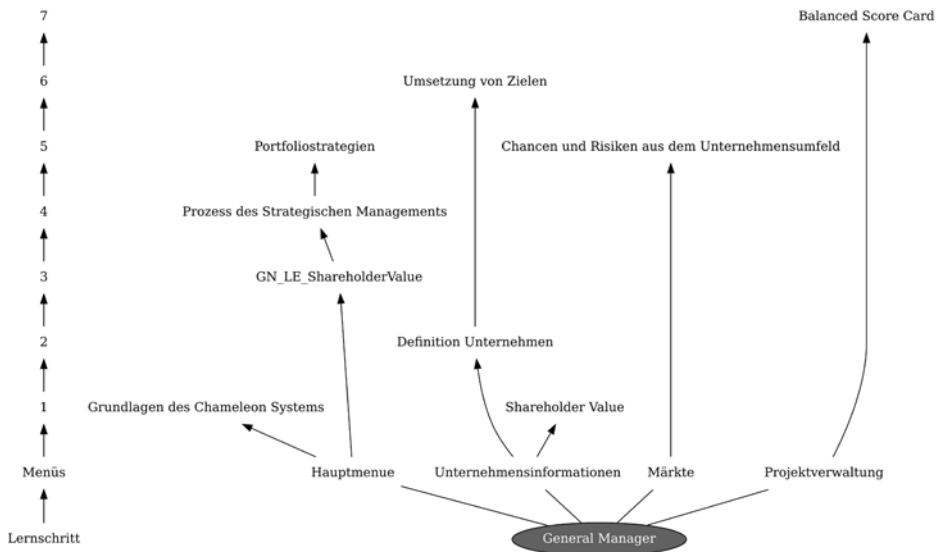 7
Balanced Score Card
6
Umsetzung von Zielen
5
Portfoliostrategien
Chancen und Risiken aus dem Unternehmensumfeld
4
Prozess des Strategischen Managements
3
GN_LE_ShareholderValue
2
Definition Unternehmen
1
Grundlagen des Chameleon Systems
Shareholder Value
Menüs
Hauptmenue
Unternehmensinformationen
Märkte
Projektverwaltung
Lernschritt
General Manager